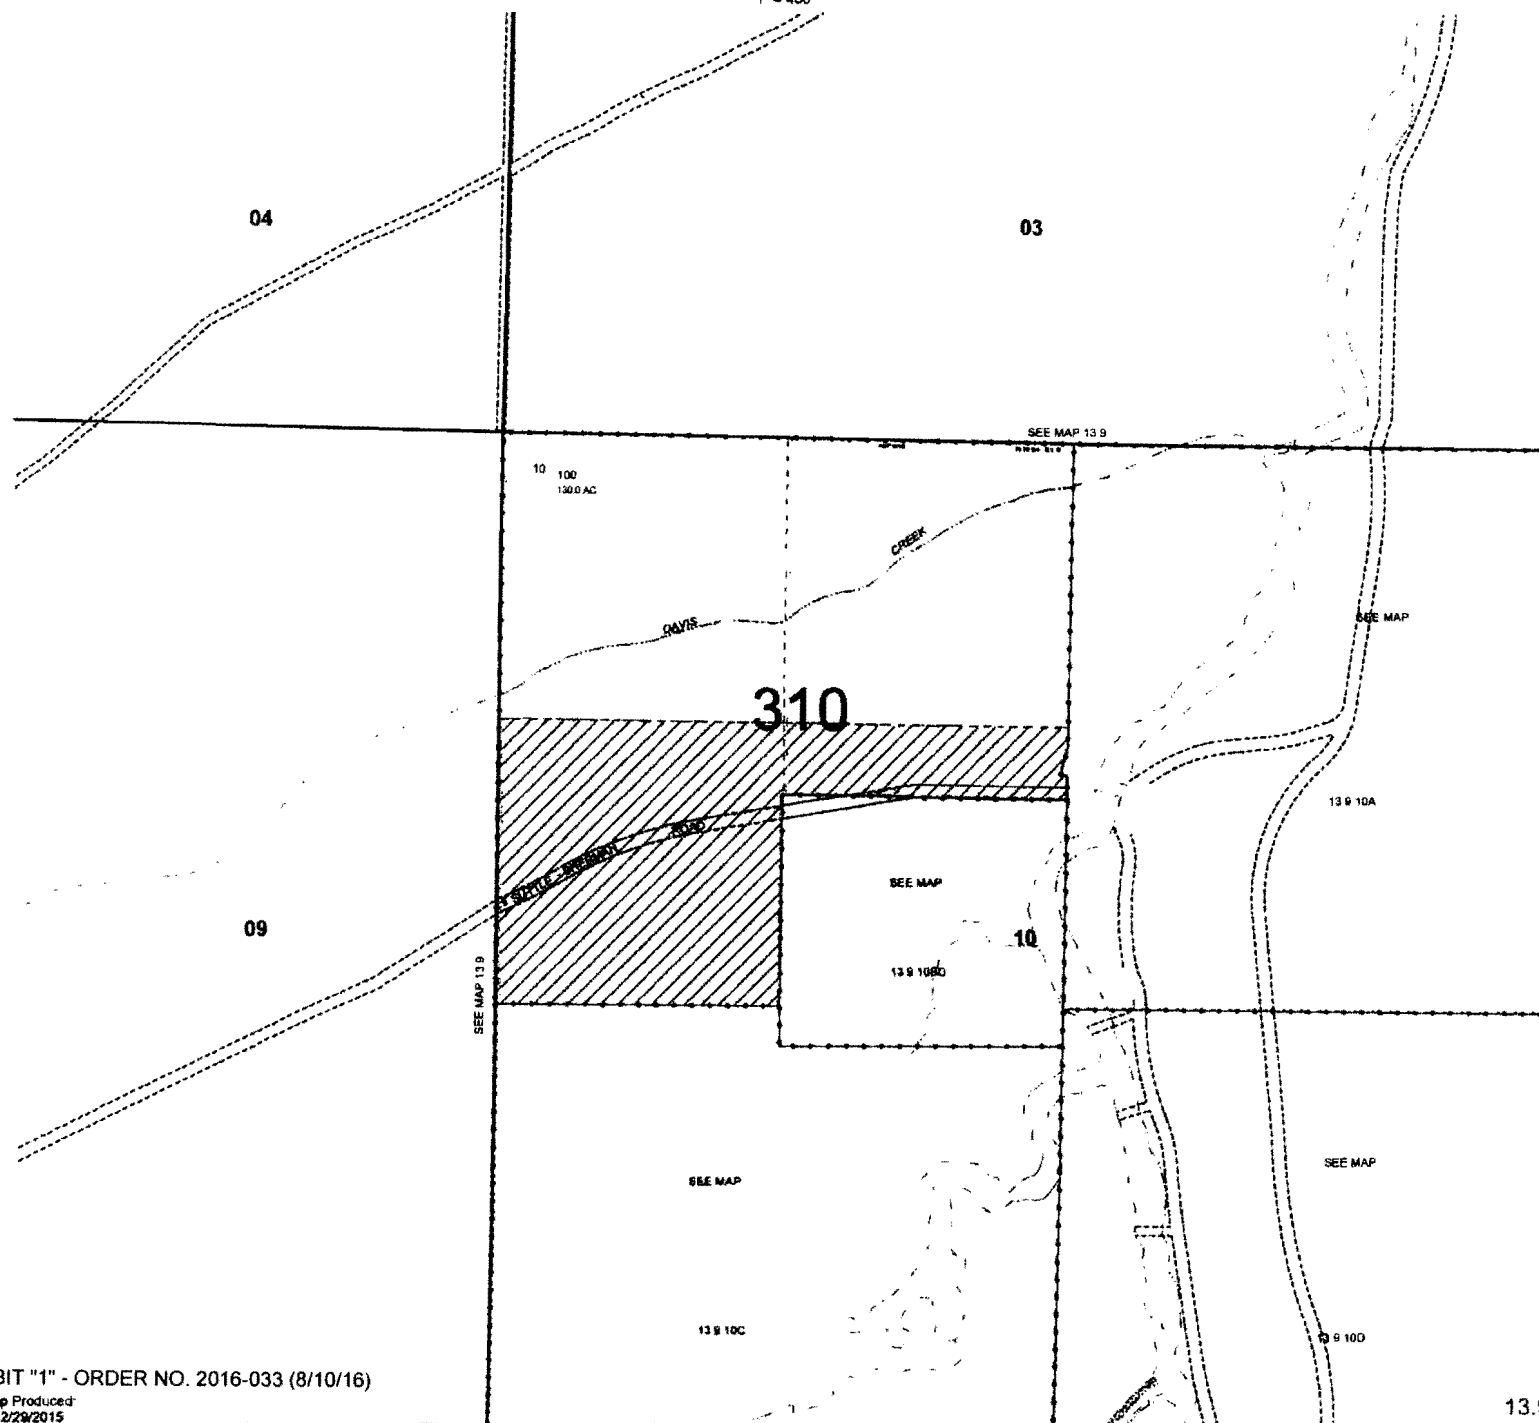 04
03
SEE MAP 13 9
10 100
130.0 AC
CREEK
DAVIS
SEE MAP
310
13 9 10A
ROAD
SEE MAP
09
10
13 9 10BD
SEE MAP 13 9
SEE MAP
SEE MAP
13 9 10C
9 10D
BIT "1" - ORDER NO. 2016-033 (8/10/16)
p Produced
2/29/2015
13.